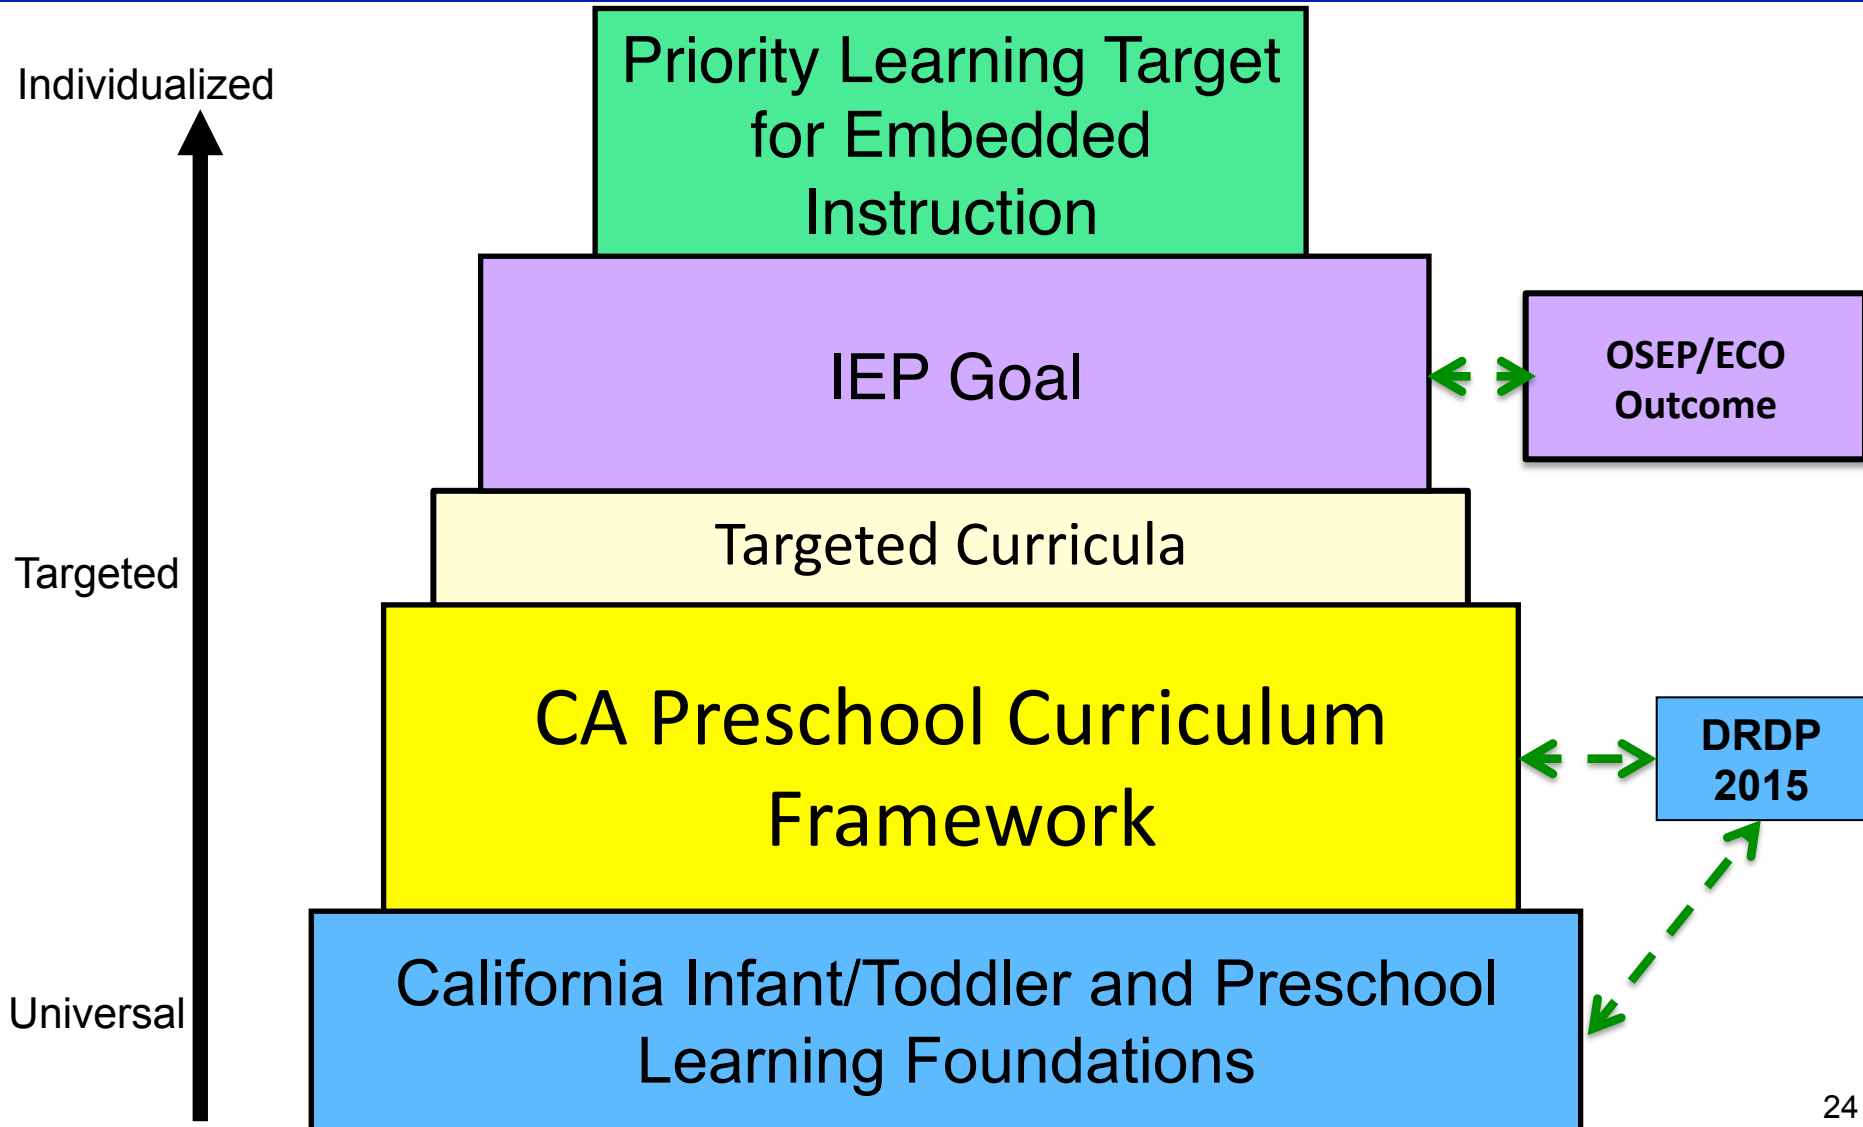 Individualized
Priority Learning Target
for Embedded
Instruction
IEP Goal
OSEP/ECO
Outcome
Targeted
Targeted Curricula
CA Preschool Curriculum
Framework
DRDP
2015
Universal
California Infant/Toddler and Preschool
Learning Foundations
24